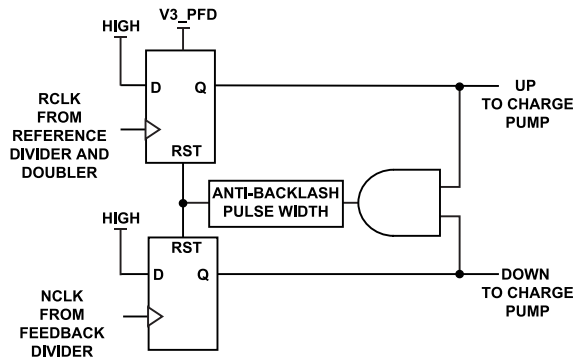 V3_PFD
HIGH
D
Q
UP
TO CHARGE
PUMP
RCLK
FROM
REFERENCE
DIVIDER AND
DOUBLER
RST
ANTI-BACKLASH
PULSE WIDTH
HIGH
RST
D
Q
DOWN
TO CHARGE
PUMP
NCLK
FROM
FEEDBACK
DIVIDER